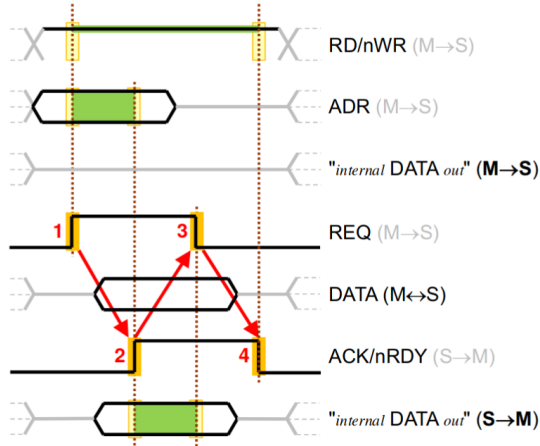 RD/nWR (M→S)
ADR (M→S)
"internal DATA out" (M→S)
1
3
REQ (M→S)
DATA (M↔S)
2
4
ACK/nRDY (S→M)
"internal DATA out" (S→M)